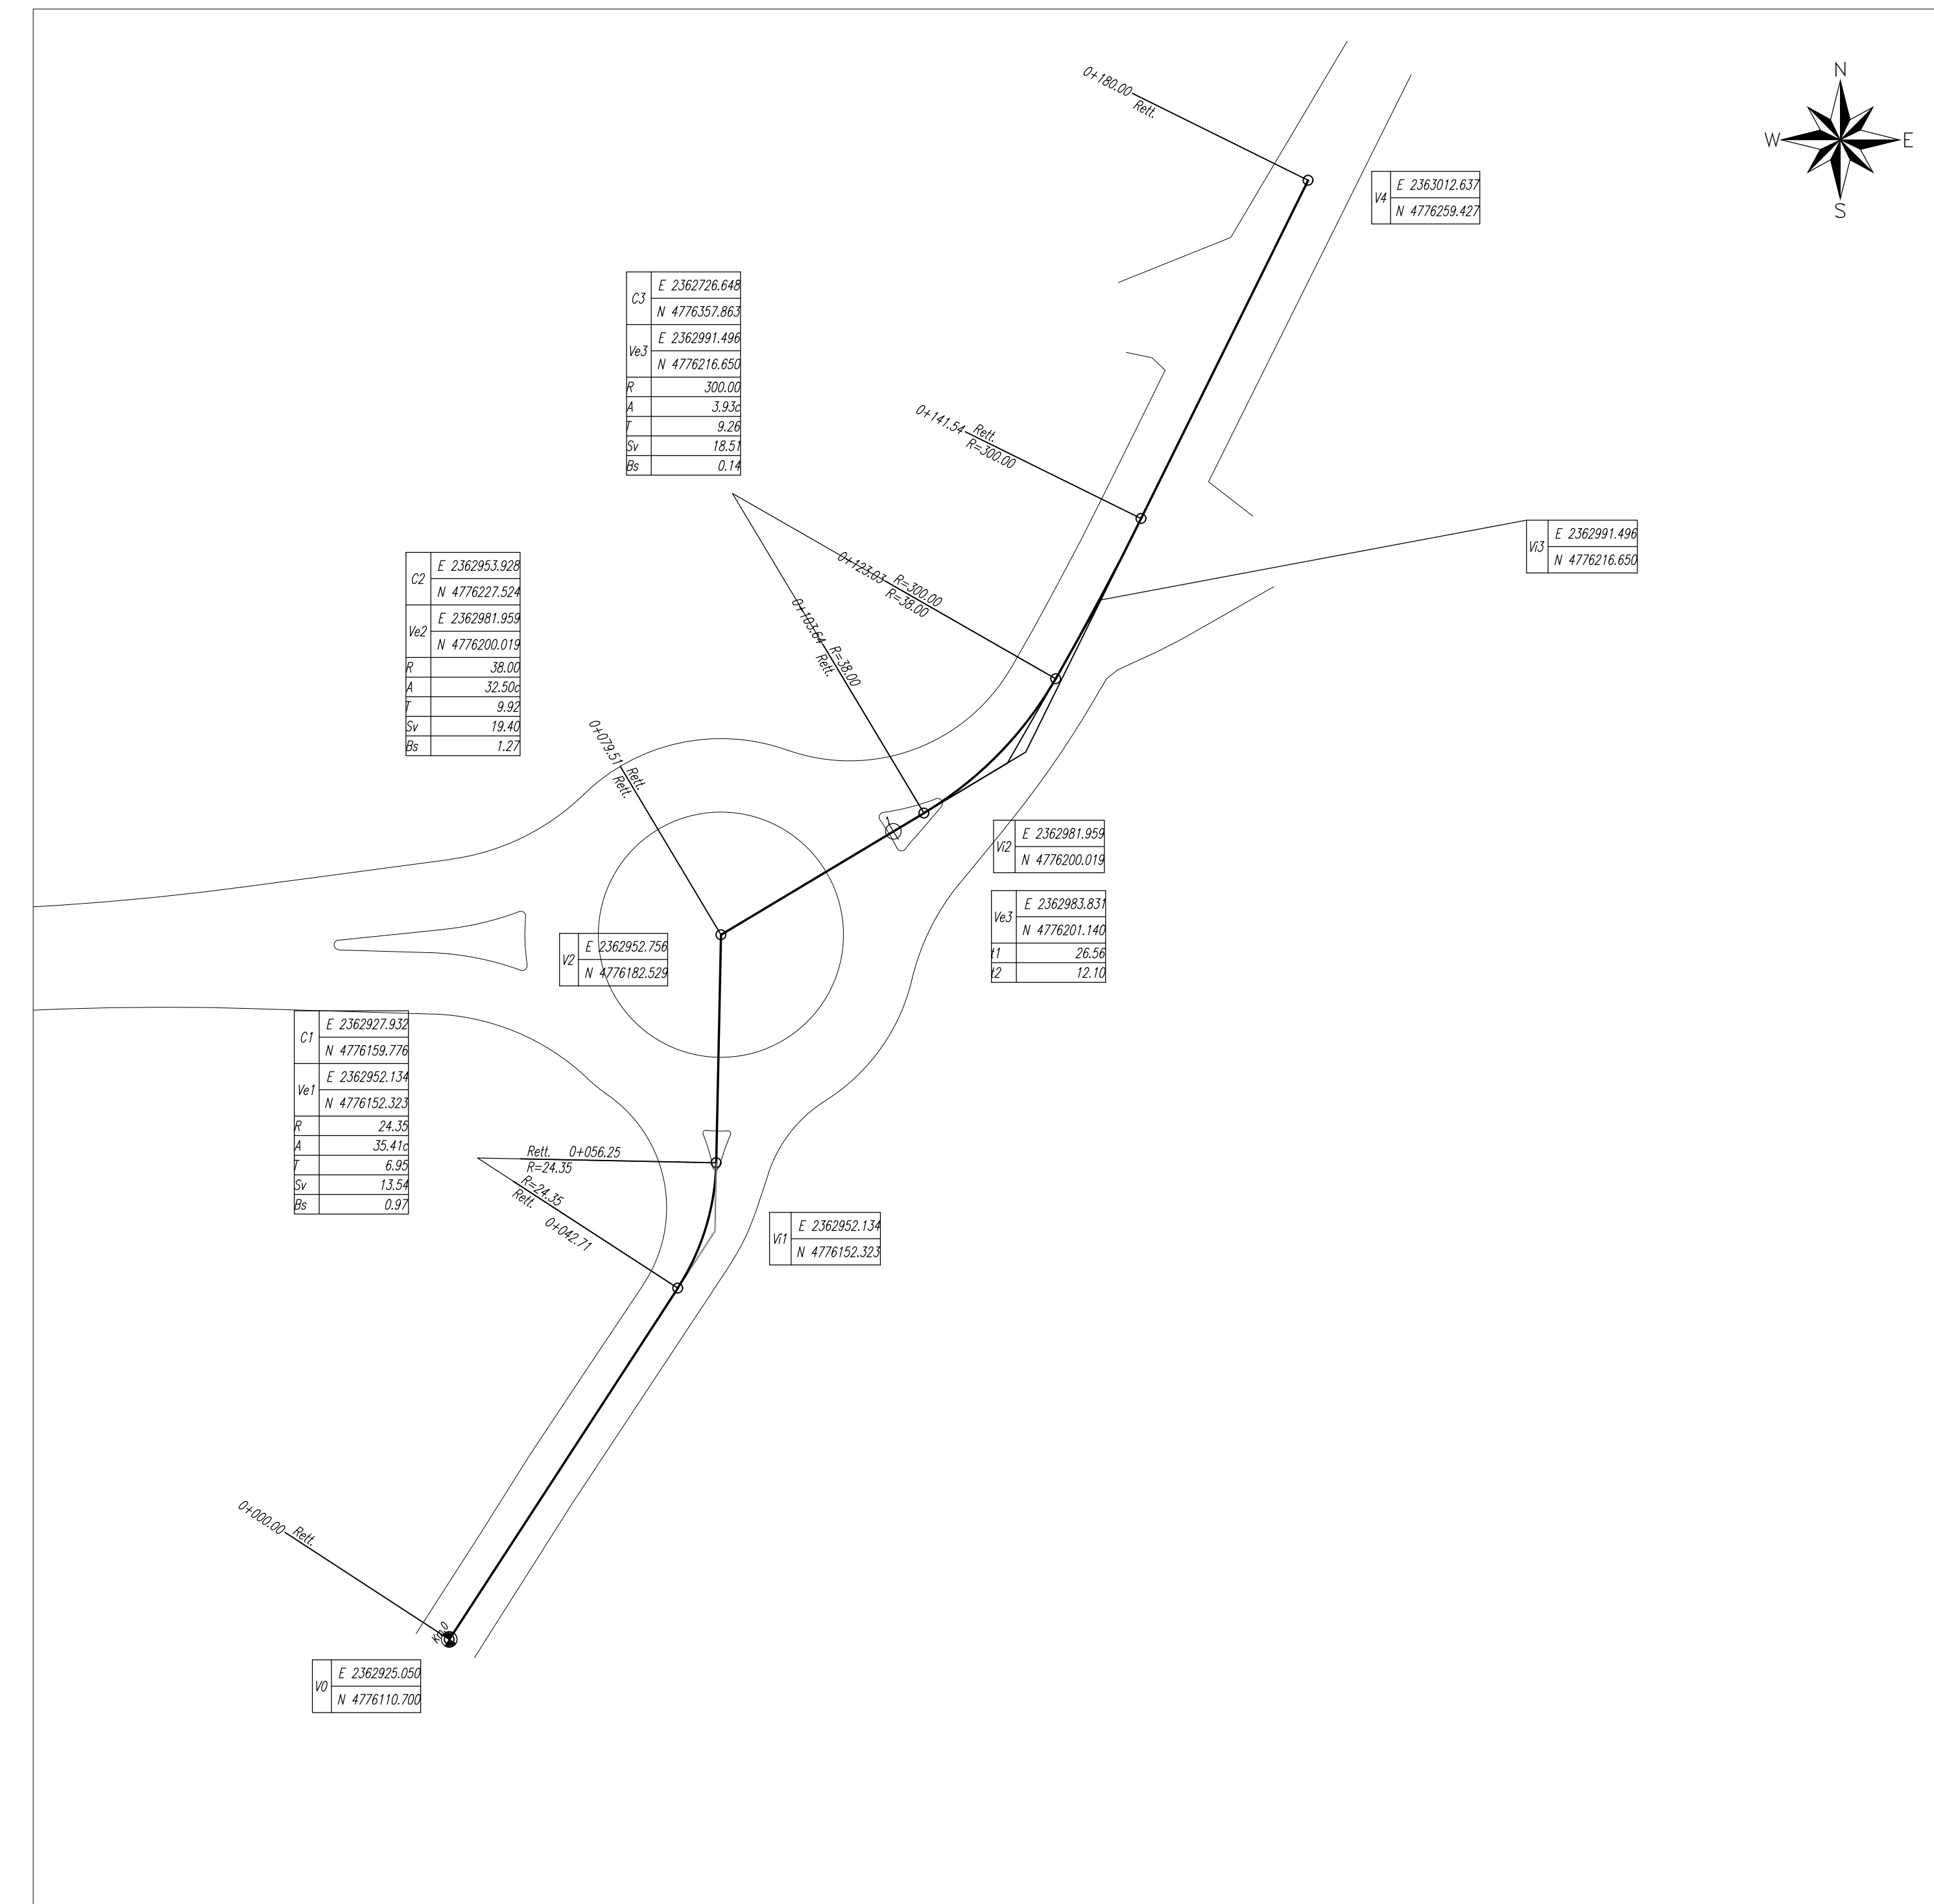 N
W
E
S
0+180.00
Rett.
V4
E 2363012.637
N 4776259.427
C3
E 2362726.648
N 4776357.863
Ve3
E 2362991.496
N 4776216.650
R 300.00
A 3.93c
T 9.26
Sv 18.51
Bs 0.14
0+141.54 Rett.
R=300.00
Vi3
E 2362991.496
N 4776216.650
C2
E 2362953.928
N 4776227.524
Ve2
E 2362981.959
N 4776200.019
R 38.00
A 32.50c
T 9.92
Sv 19.40
Bs 1.27
0+123.03 R=300.00
R=38.00
0+103.64 R=38.00
Rett.
0+079.51 Rett.
Rett.
1
Vi2
E 2362981.959
N 4776200.019
Ve3
E 2362983.831
N 4776201.140
t1 26.56
t2 12.10
V2
E 2362952.756
N 4776182.529
C1
E 2362927.932
N 4776159.776
Ve1
E 2362952.134
N 4776152.323
R 24.35
A 35.41c
T 6.95
Sv 13.54
Bs 0.97
Rett. 0+056.25
R=24.35
R=24.35
Rett. 0+042.71
Vi1
E 2362952.134
N 4776152.323
0+000.00 Rett.
V0
E 2362925.050
N 4776110.700